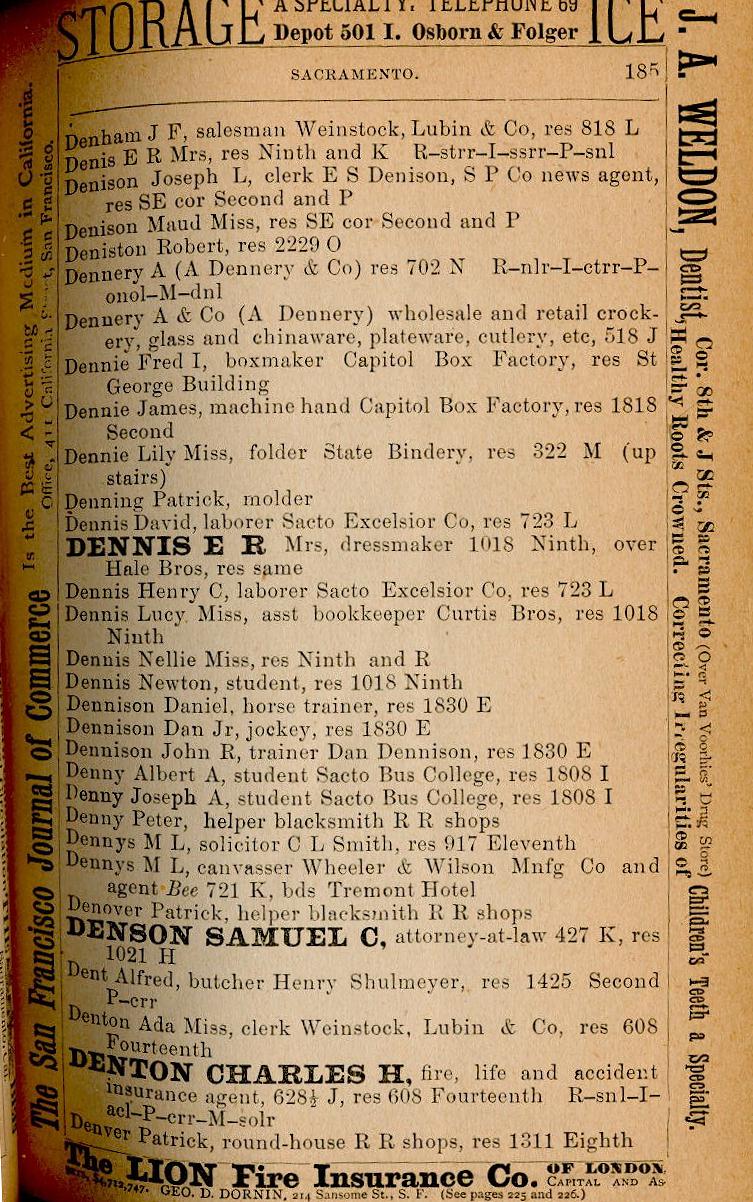 STORAGE A SPECIALTY. TELEPHONE 69 ICE
Depot 501 I. Osborn & Folger
SACRAMENTO. 185
Denham J F, salesman Weinstock, Lubin & Co, res 818 L
Denis E R Mrs, res Ninth and K R–strr–I–ssrr–P–snl
Denison Joseph L, clerk E S Denison, S P Co news agent,
res SE cor Second and P
Denison Maud Miss, res SE cor Second and P
Deniston Robert, res 2229 O
Dennery A (A Dennery & Co) res 702 N R–nlr–I–ctrr–P–
onol–M–dnl
Dennery A & Co (A Dennery) wholesale and retail crock-
ery, glass and chinaware, plateware, cutlery, etc, 518 J
Dennie Fred I, boxmaker Capitol Box Factory, res St
George Building
Dennie James, machine hand Capitol Box Factory, res 1818
Second
Dennie Lily Miss, folder State Bindery, res 322 M (up
stairs)
Denning Patrick, molder
Dennis David, laborer Sacto Excelsior Co, res 723 L
DENNIS E R Mrs, dressmaker 1018 Ninth, over
Hale Bros, res same
Dennis Henry C, laborer Sacto Excelsior Co, res 723 L
Dennis Lucy Miss, asst bookkeeper Curtis Bros, res 1018
Ninth
Dennis Nellie Miss, res Ninth and R
Dennis Newton, student, res 1018 Ninth
Dennison Daniel, horse trainer, res 1830 E
Dennison Dan Jr, jockey, res 1830 E
Dennison John R, trainer Dan Dennison, res 1830 E
Denny Albert A, student Sacto Bus College, res 1808 I
Denny Joseph A, student Sacto Bus College, res 1808 I
Denny Peter, helper blacksmith R R shops
Dennys M L, solicitor C L Smith, res 917 Eleventh
Dennys M L, canvasser Wheeler & Wilson Mnfg Co and
agent Bee 721 K, bds Tremont Hotel
Denover Patrick, helper blacksmith R R shops
DENSON SAMUEL C, attorney-at-law 427 K, res
1021 H
Dent Alfred, butcher Henry Shulmeyer, res 1425 Second
P–crr
Denton Ada Miss, clerk Weinstock, Lubin & Co, res 608
Fourteenth
DENTON CHARLES H, fire, life and accident
insurance agent, 628½ J, res 608 Fourteenth R–snl–I–
acl–P–crr–M–solr
Denver Patrick, round-house R R shops, res 1311 Eighth
The LION Fire Insurance Co. OF LONDON
CAPITAL AND AS-
$4,712,747. GEO. D. DORNIN, 214 Sansome St., S. F. (See pages 225 and 226.)
The San Francisco Journal of Commerce Is the Best Advertising Medium in California.
Office, 411 California Street, San Francisco.
J. A. WELDON, Dentist, Cor. 8th & J Sts., Sacramento (Over Van Voorhies' Drug Store)
Healthy Roots Crowned. Correcting Irregularities of Children's Teeth a Specialty.